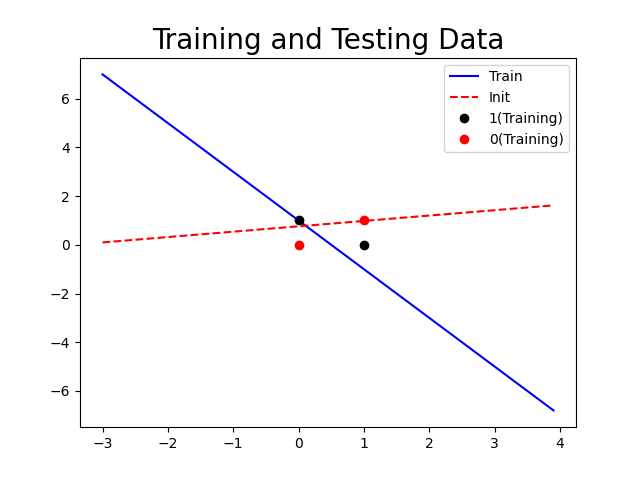 Training and Testing Data
Train
Init
1(Training)
0(Training)
6
4
2
0
−2
−4
−6
−3 −2 −1 0 1 2 3 4